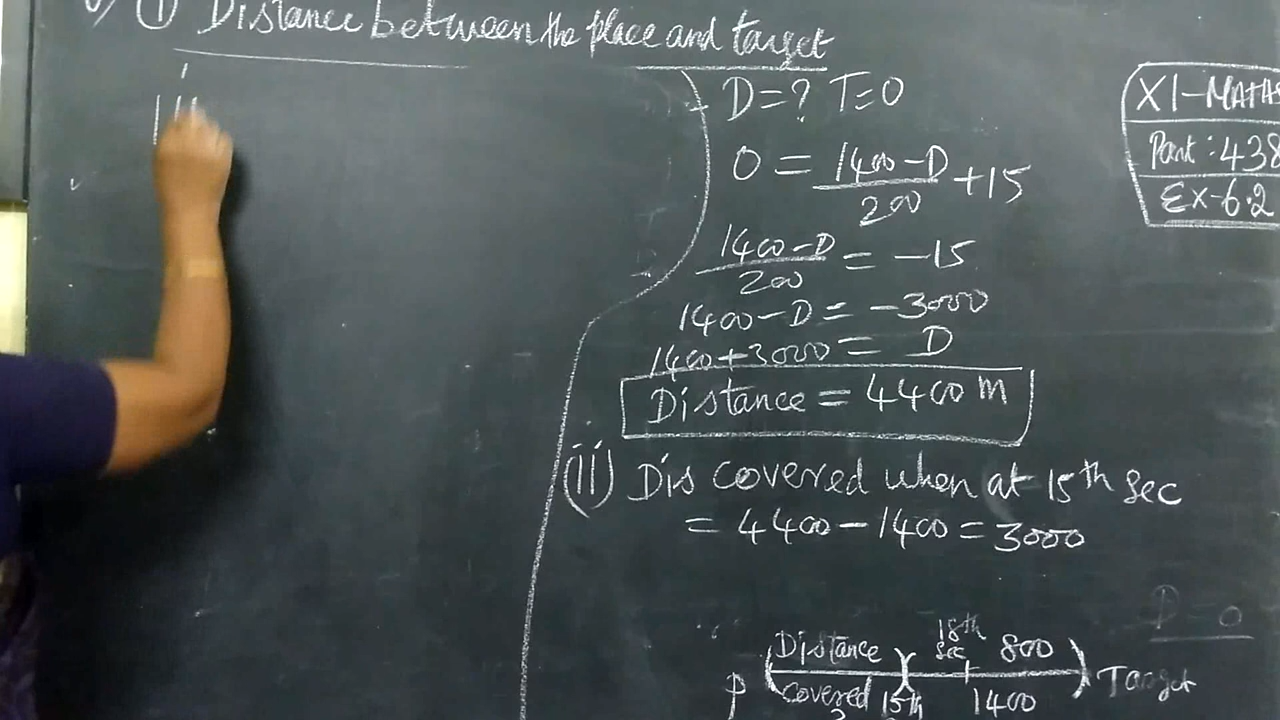 (1) Distance between the place and target
D=? T=0
0 = 1400-D/200 +15
1400-D/200 = -15
1400-D = -3000
1400+3000 = D
Distance = 4400 m
(ii) Dis covered when at 15th sec
= 4400-1400 = 3000
D=0
P Distance covered 15th 18th sec 800 1400 Target
XI-MATHS
Part: 438
Ex-6.2